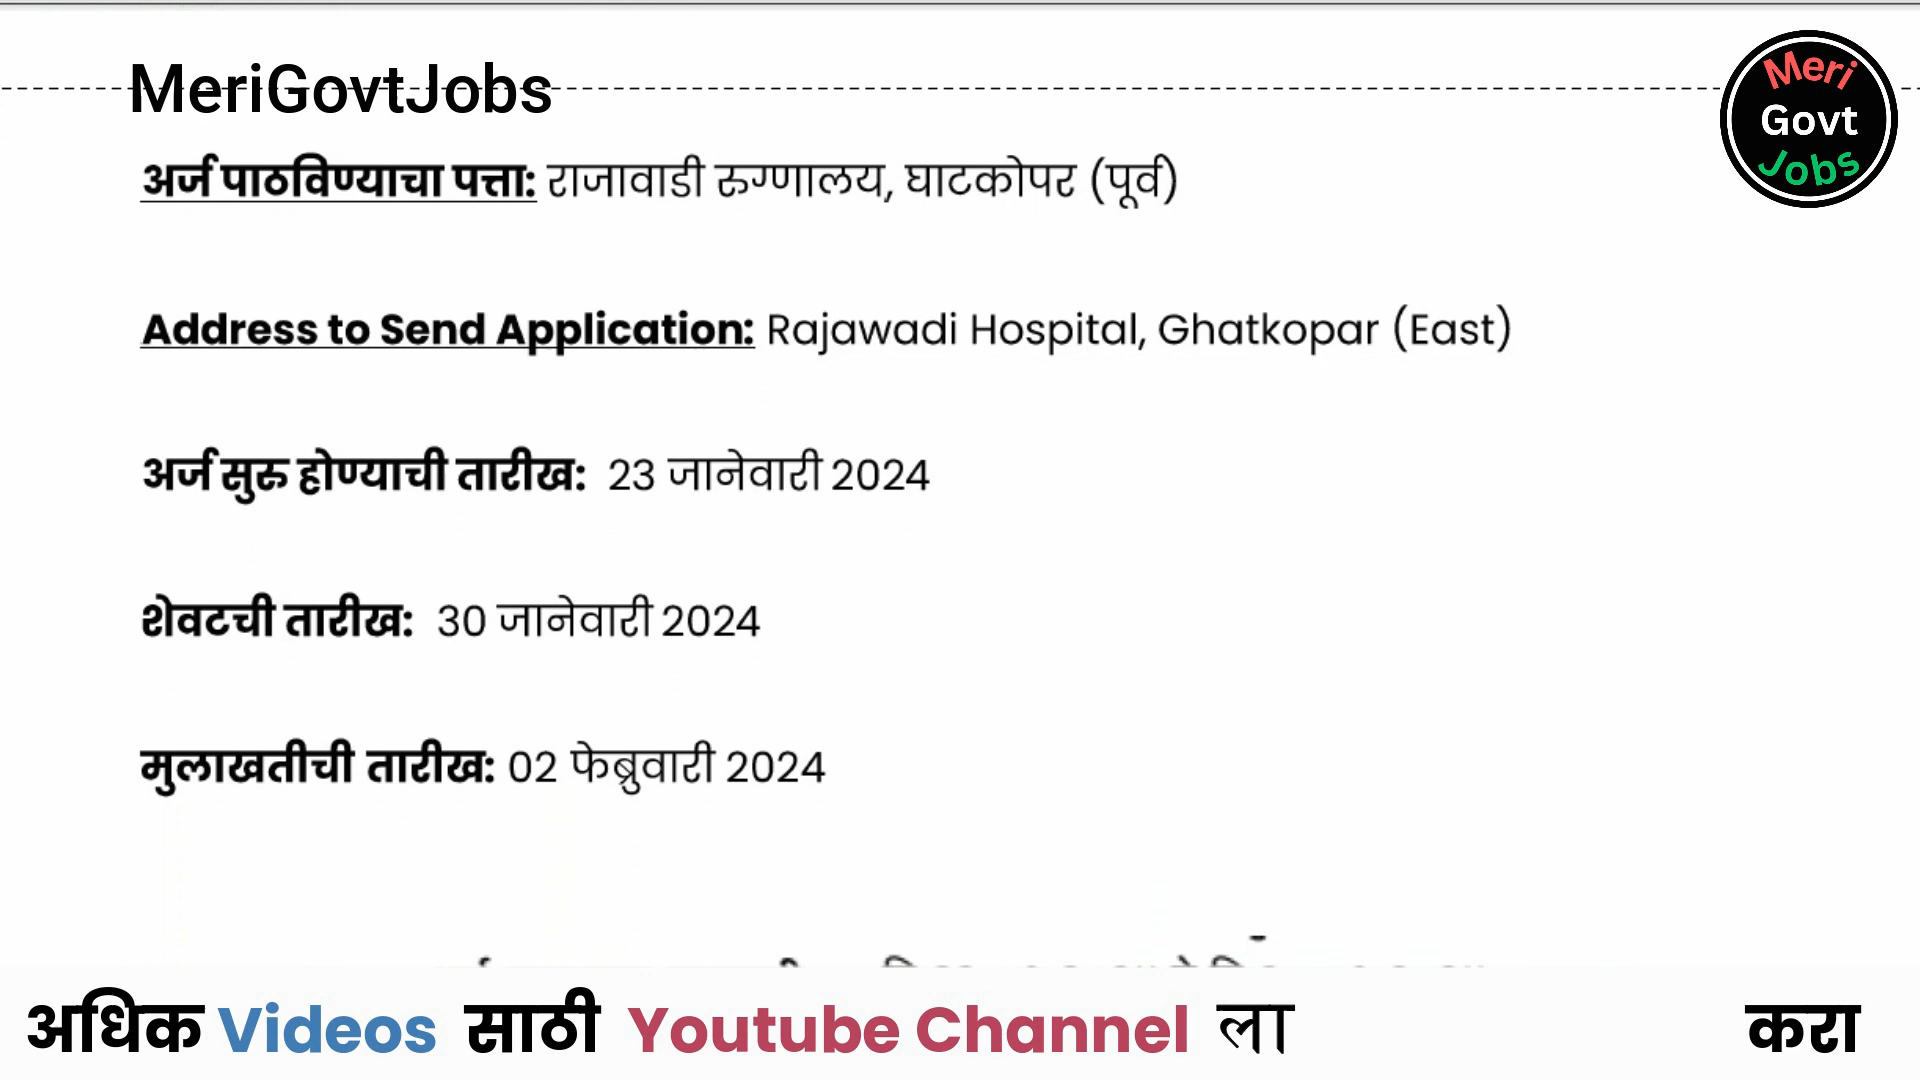 MeriGovtJobs
Meri
Govt
Jobs
अर्ज पाठविण्याचा पत्ता: राजावाडी रुग्णालय, घाटकोपर (पूर्व)
Address to Send Application: Rajawadi Hospital, Ghatkopar (East)
अर्ज सुरु होण्याची तारीख: 23 जानेवारी 2024
शेवटची तारीख: 30 जानेवारी 2024
मुलाखतीची तारीख: 02 फेब्रुवारी 2024
अधिक Videos साठी Youtube Channel ला करा